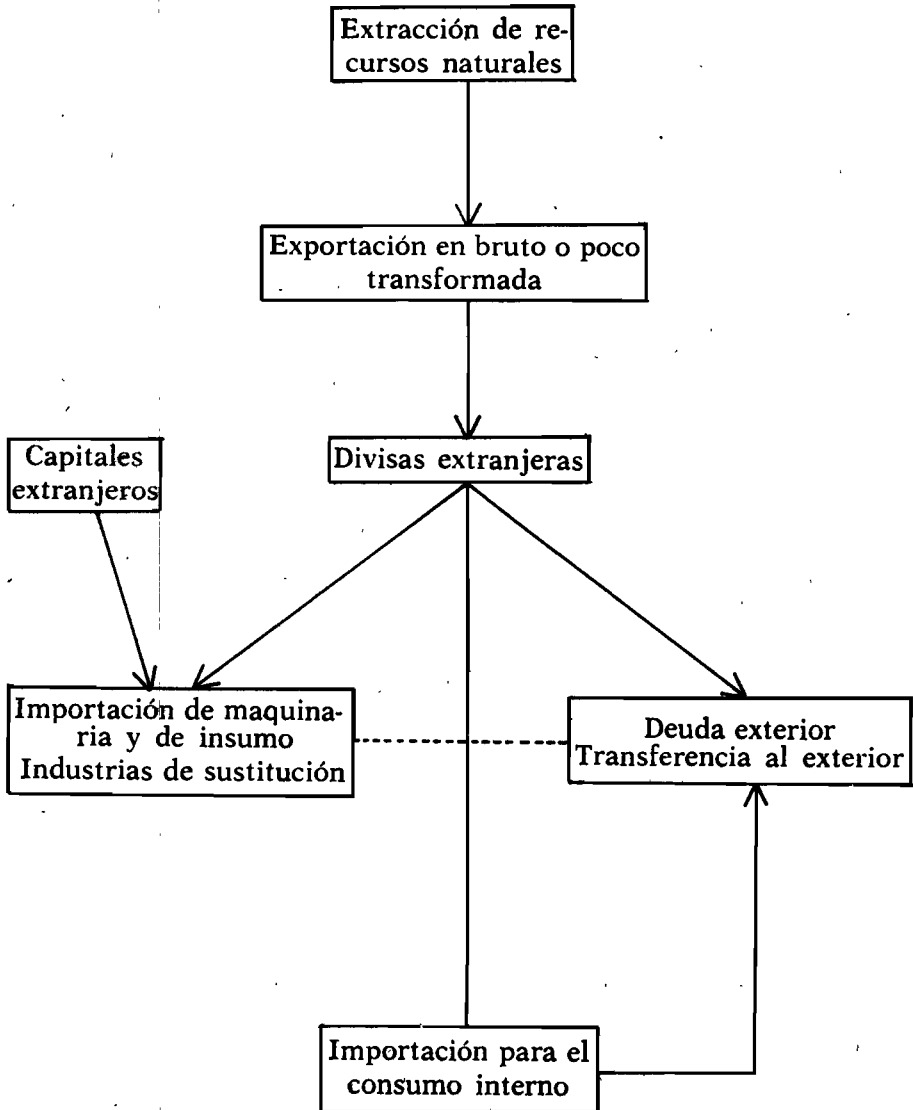 Extracción de re-
cursos naturales
Exportación en bruto o poco
transformada
Capitales
extranjeros
Divisas extranjeras
Importación de maquina-
ria y de insumo
Industrias de sustitución
Deuda exterior
Transferencia al exterior
Importación para el
consumo interno